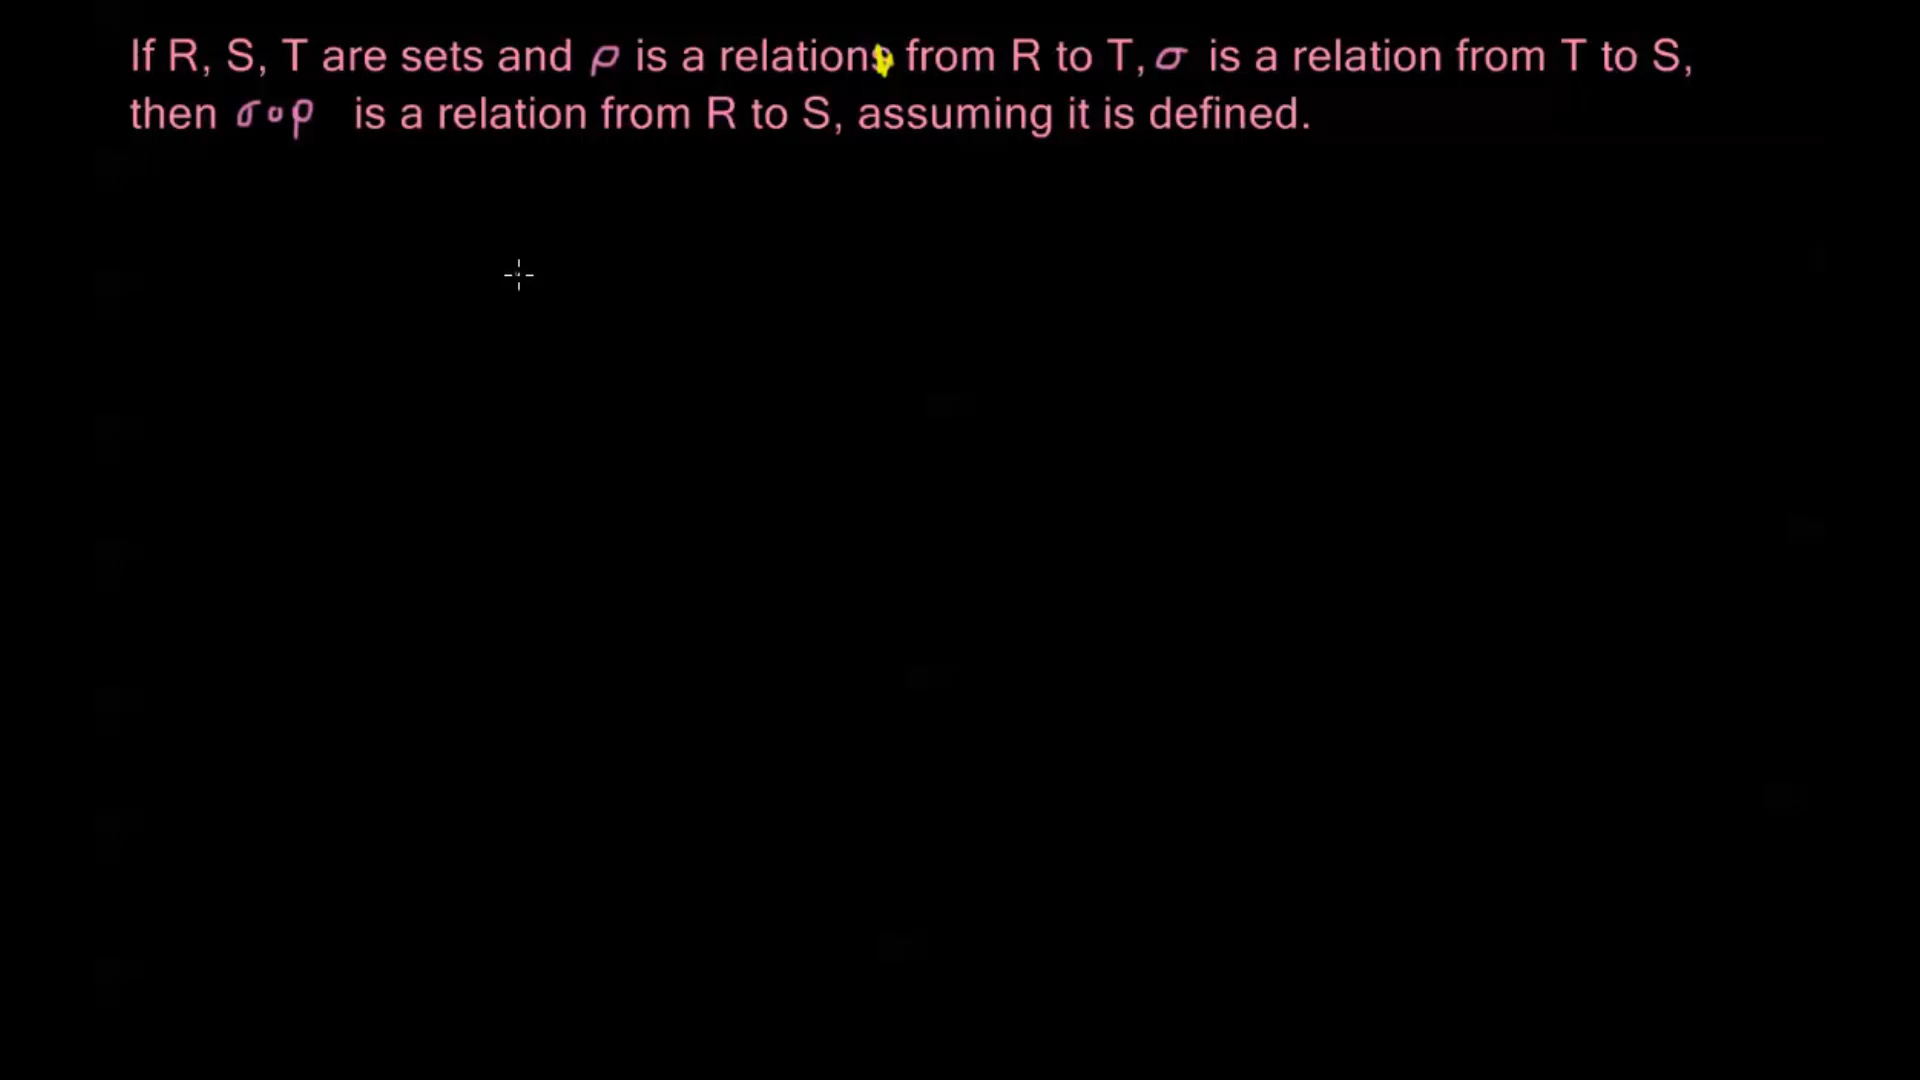 If R, S, T are sets and ρ is a relation from R to T, σ is a relation from T to S,
then σ∘ρ is a relation from R to S, assuming it is defined.